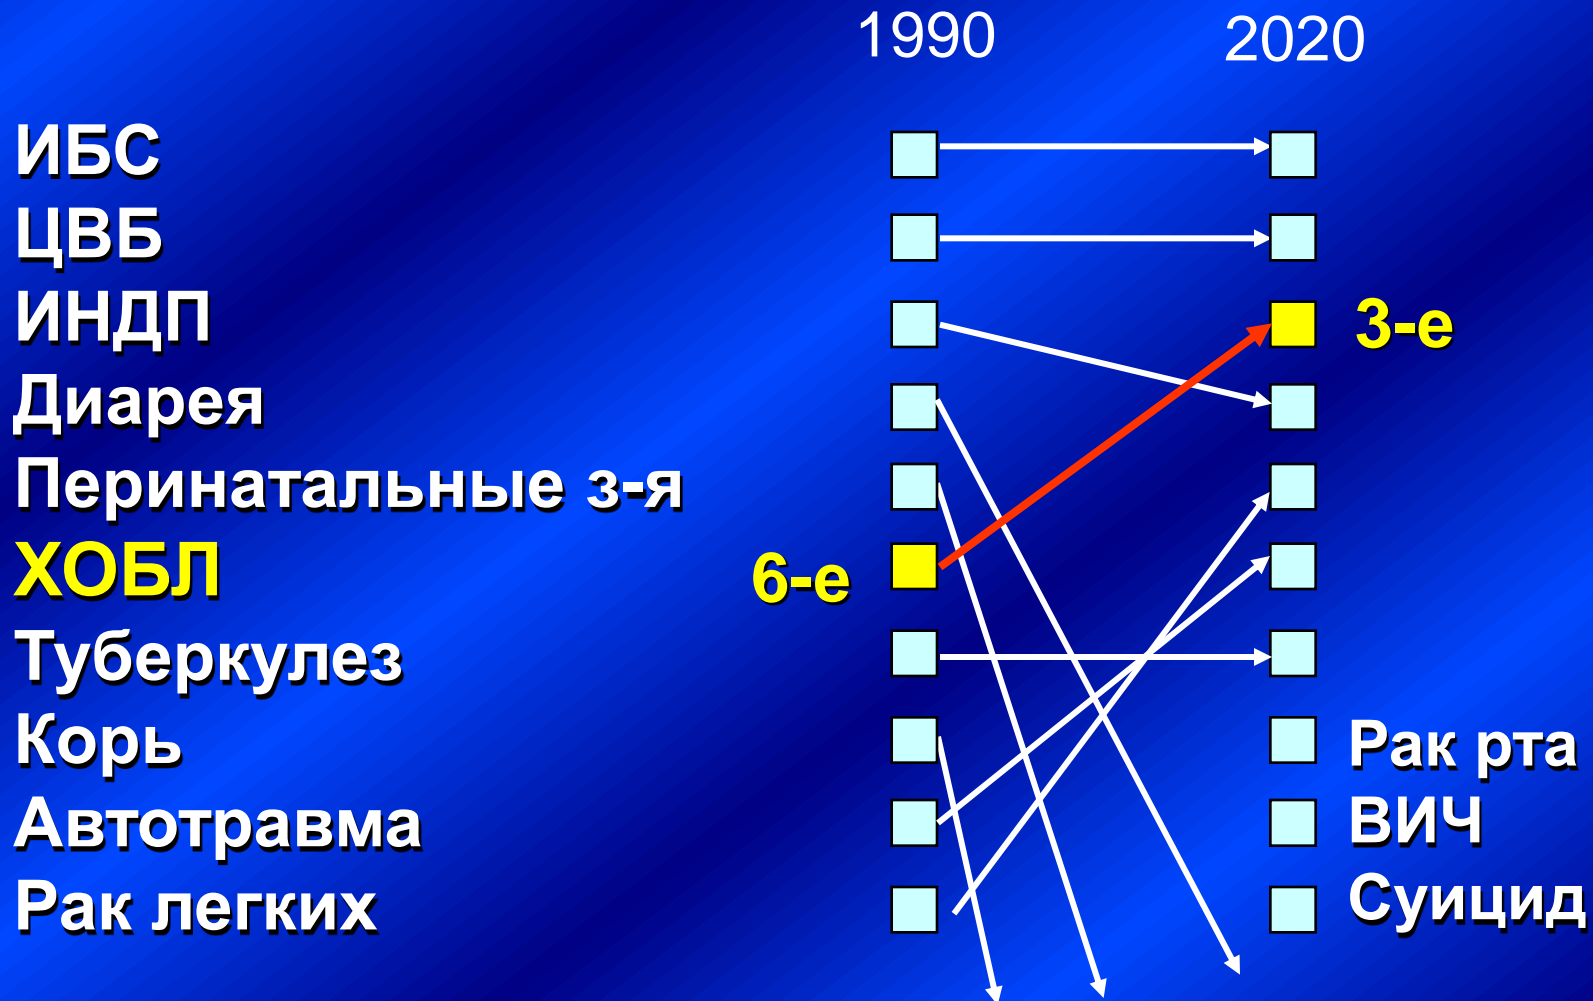 1990 2020
ИБС
ЦВБ
ИНДП 3-е
Диарея
Перинатальные з-я
ХОБЛ 6-е
Туберкулез
Корь Рак рта
Автотравма ВИЧ
Рак легких Суицид